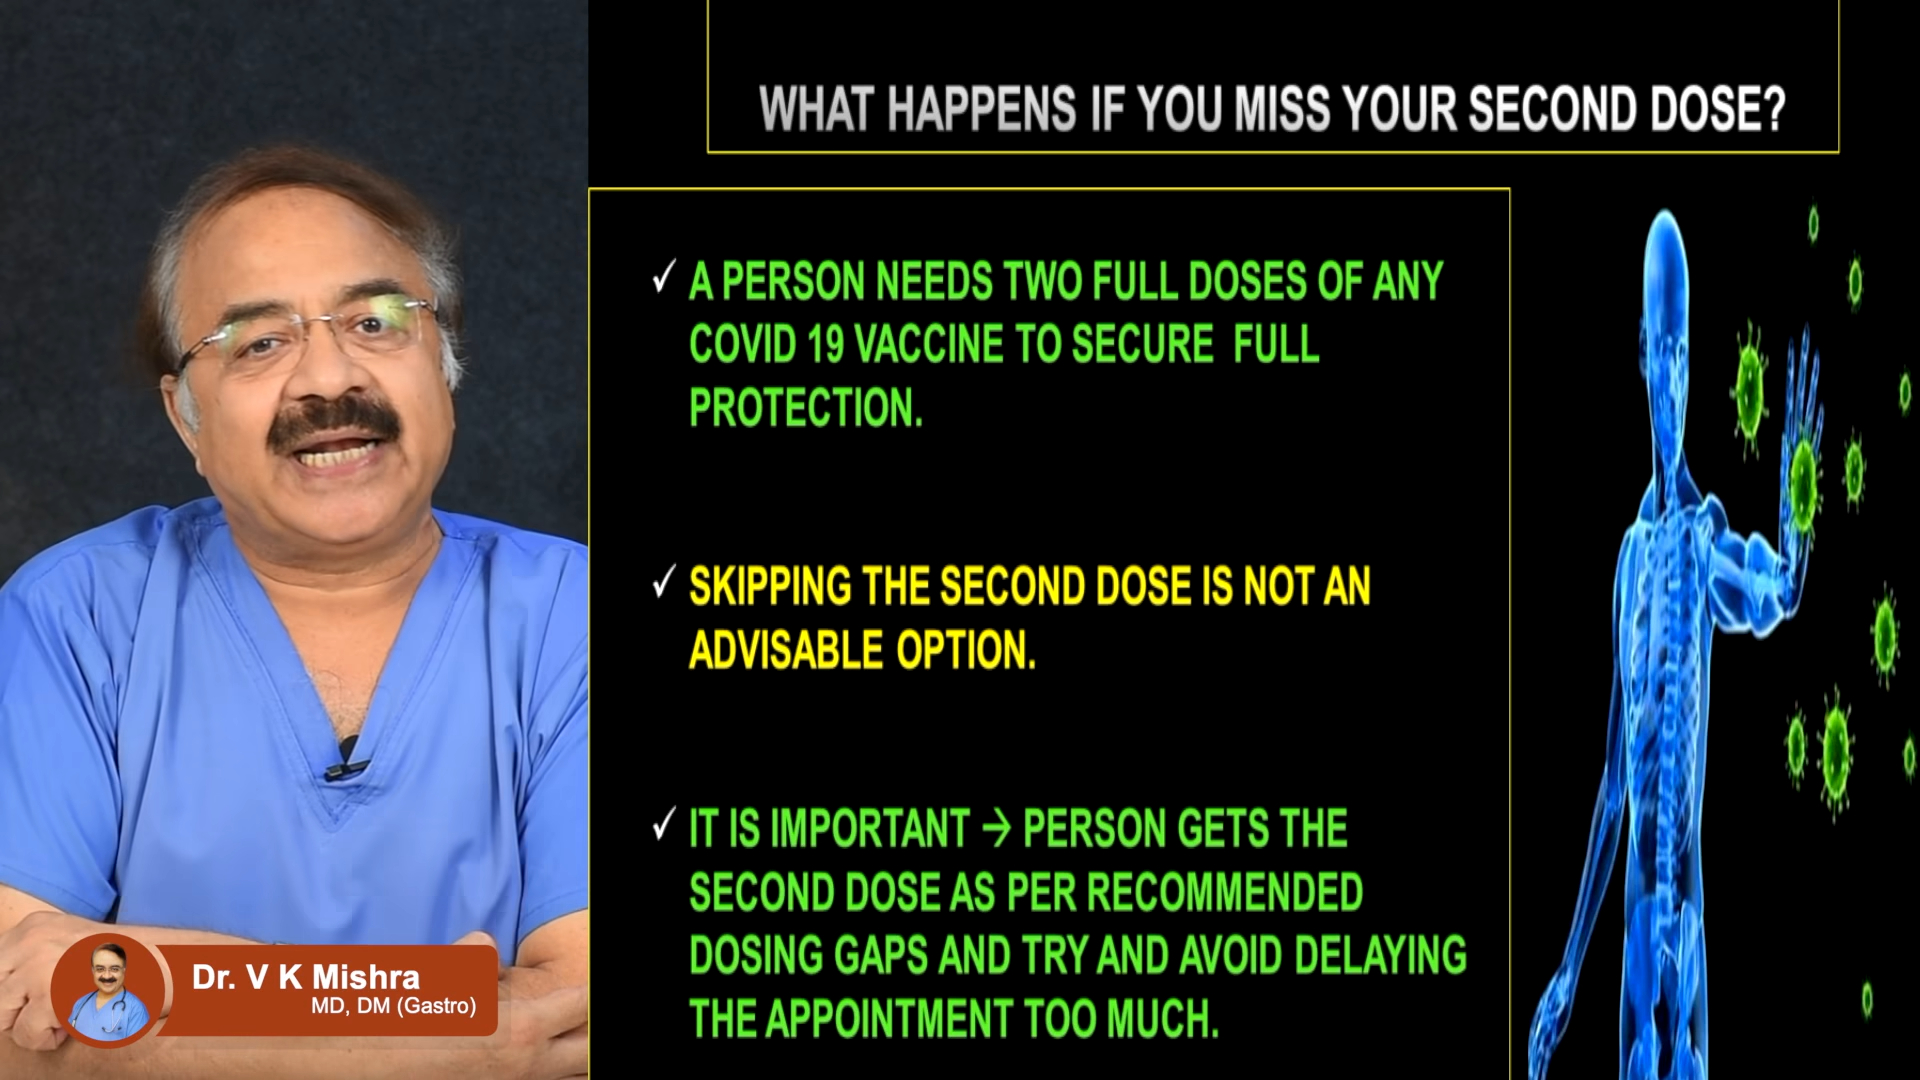 WHAT HAPPENS IF YOU MISS YOUR SECOND DOSE?
✓ A PERSON NEEDS TWO FULL DOSES OF ANY
COVID 19 VACCINE TO SECURE FULL
PROTECTION.
✓ SKIPPING THE SECOND DOSE IS NOT AN
ADVISABLE OPTION.
✓ IT IS IMPORTANT → PERSON GETS THE
SECOND DOSE AS PER RECOMMENDED
DOSING GAPS AND TRY AND AVOID DELAYING
THE APPOINTMENT TOO MUCH.
Dr. V K Mishra
MD, DM (Gastro)